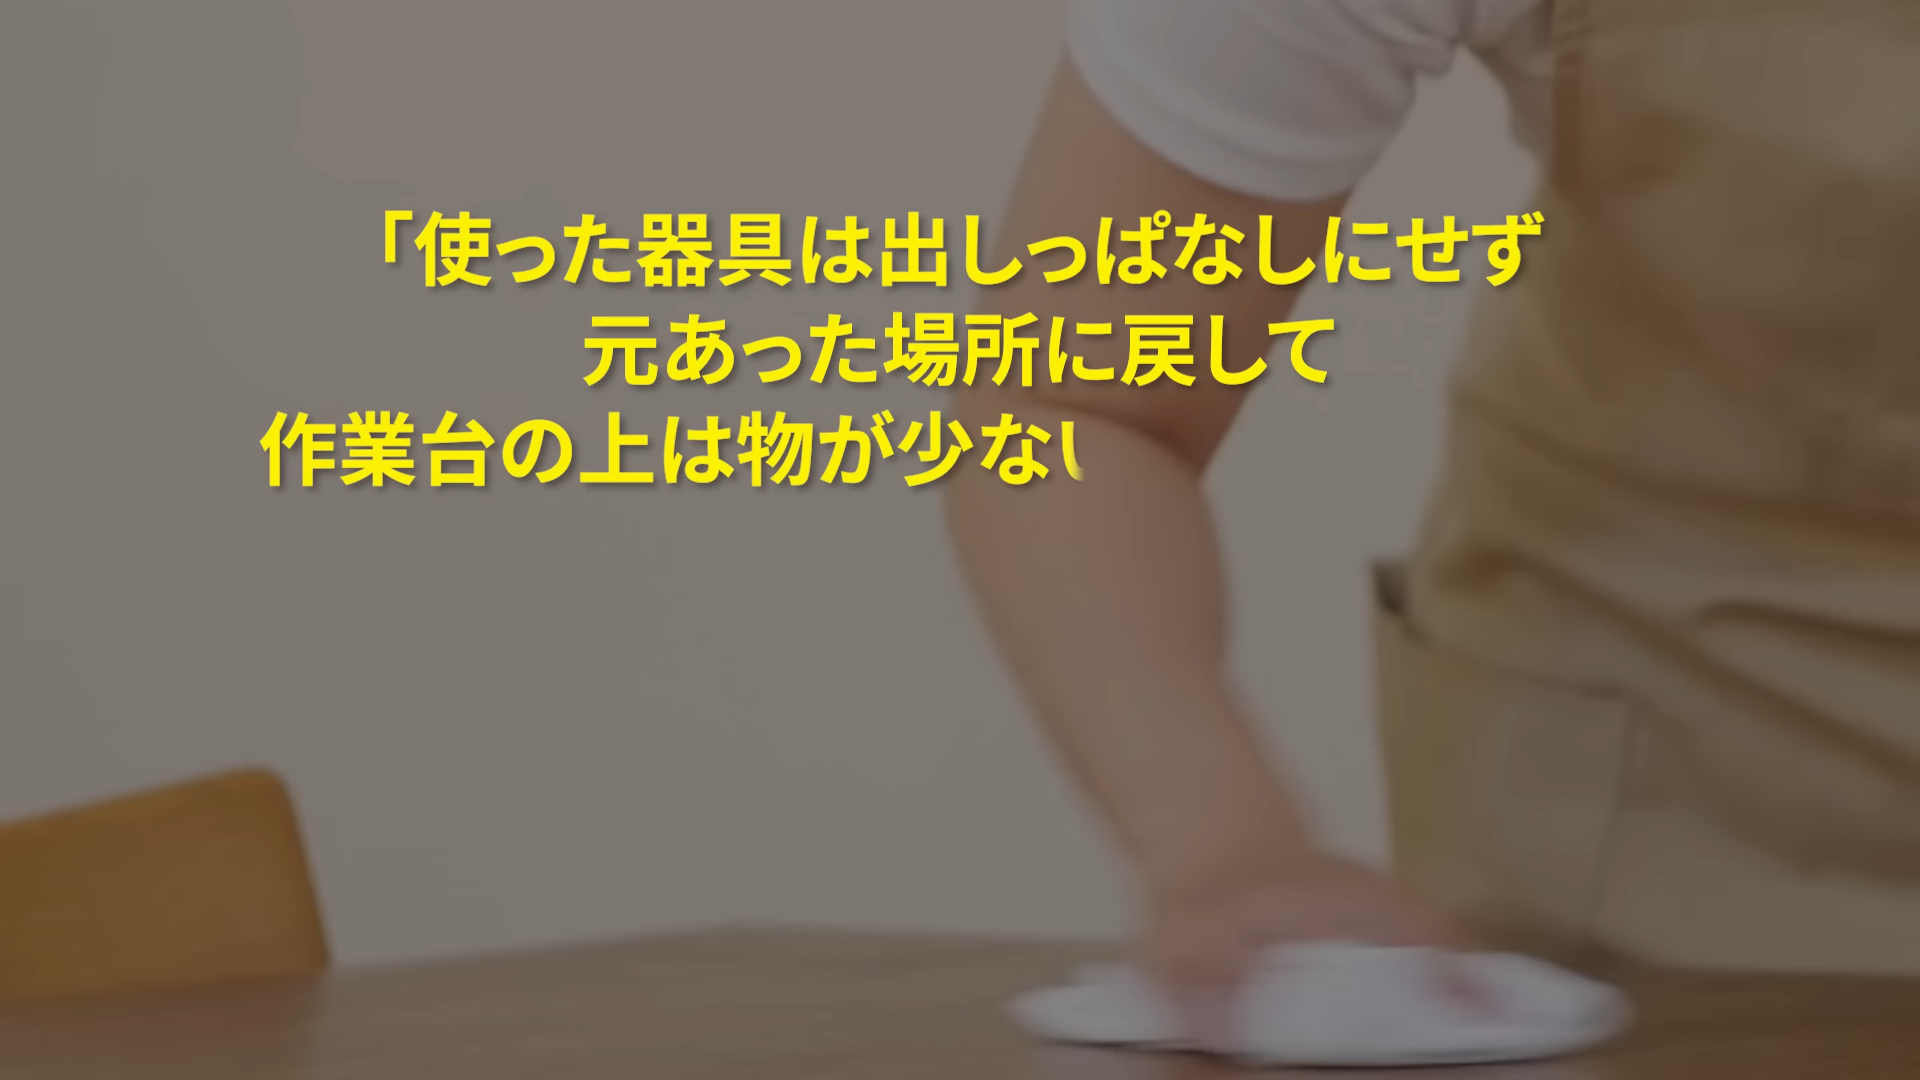 「使った器具は出しっぱなしにせず
元あった場所に戻して
作業台の上は物が少ない